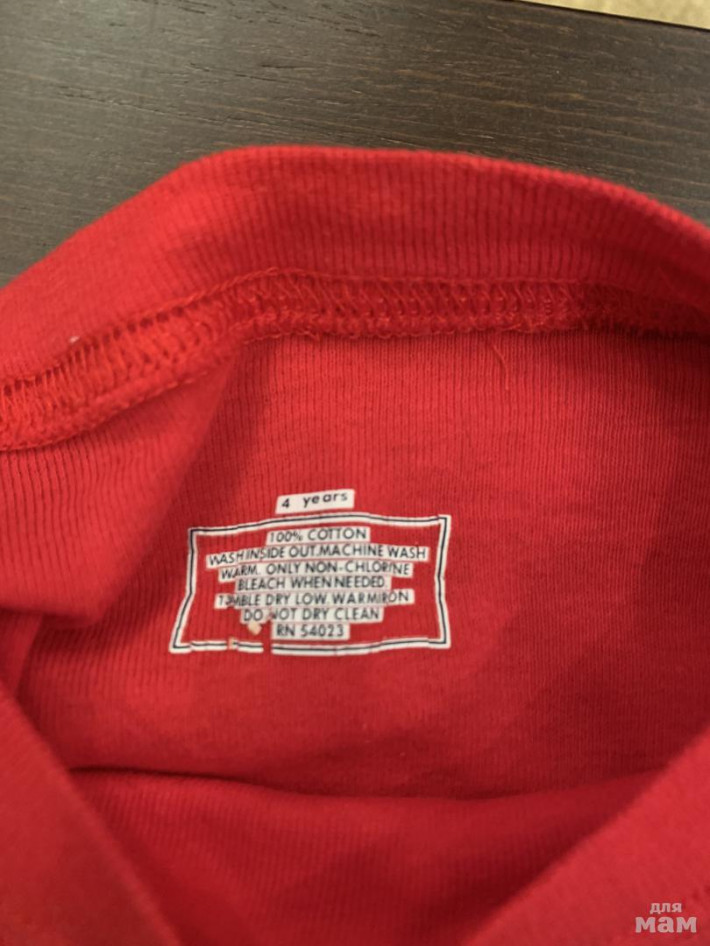 4 years
100% COTTON
WASH INSIDE OUT.MACHINE WASH
WARM. ONLY NON-CHLORINE
BLEACH WHEN NEEDED
TUMBLE DRY LOW. WARM IRON
DO NOT DRY CLEAN
RN 54023
для
мам